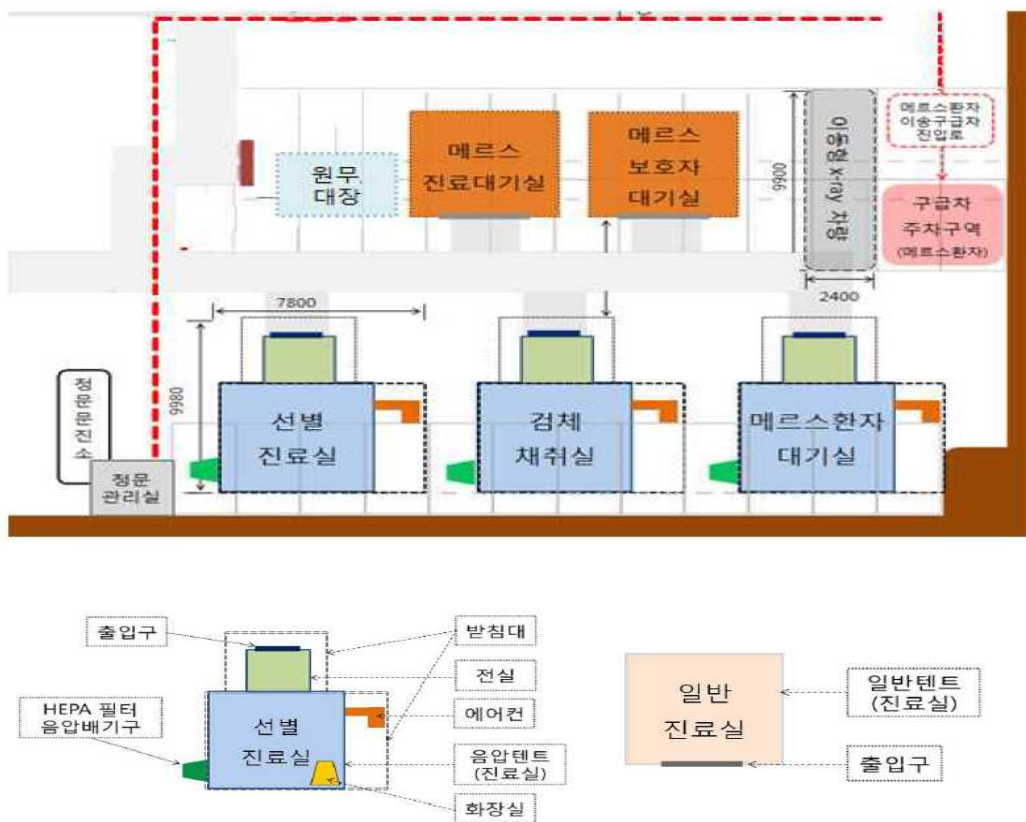 메르스환자
이송구급차
진입로
구급차
주차구역
(메르스환자)
이동형 x-ray 차량
9900
2400
메르스
보호자
대기실
메르스
진료대기실
원무
대장
7800
9980
정문문진소
정문
관리실
선별
진료실
검체
채취실
메르스환자
대기실
출입구
받침대
전실
에어컨
HEPA 필터
음압배기구
선별
진료실
음압텐트
(진료실)
화장실
일반
진료실
일반텐트
(진료실)
출입구